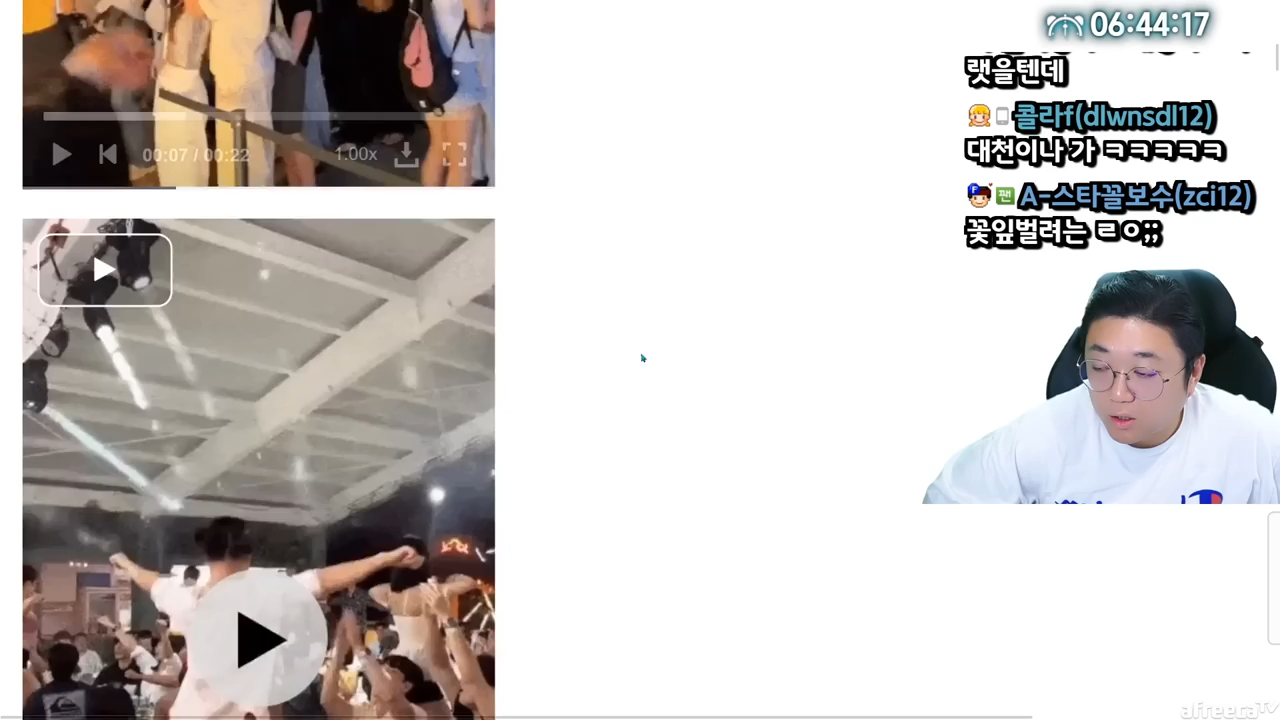 06:44:17
랫을텐데
콜라f(dlwnsdl12)
대천이나 가 ㅋㅋㅋㅋㅋ
F 팬 A-스타꼴보수(zci12)
꽃잎벌려는 ㄹㅇ;;
00:07 / 00:22
1.00x
afreecaTV